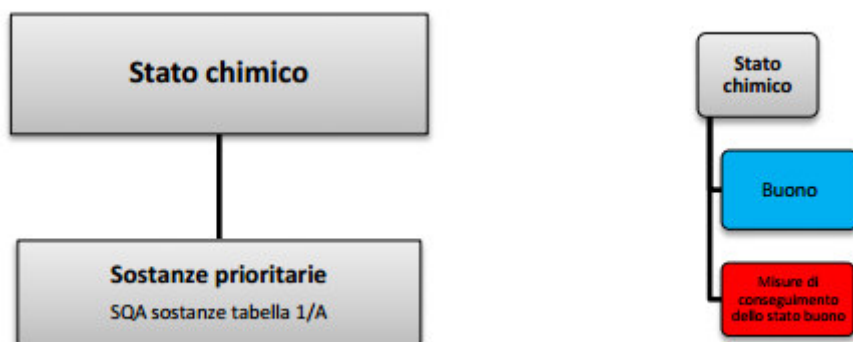 Stato chimico
Sostanze prioritarie
SQA sostanze tabella 1/A
Stato
chimico
Buono
Misure di
conseguimento
dello stato buono